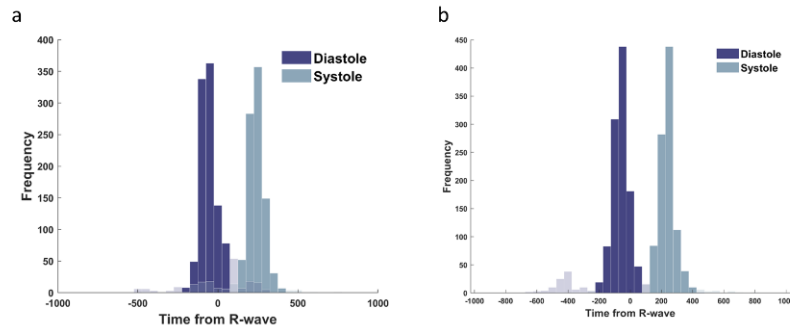 a
400
350
300
250
200
150
100
50
0
Frequency
Diastole
Systole
-1000 -500 0 500 1000
Time from R-wave
b
450
400
350
300
250
200
150
100
50
0
Frequency
Diastole
Systole
-1000 -800 -600 -400 -200 0 200 400 600 800 1000
Time from R-wave